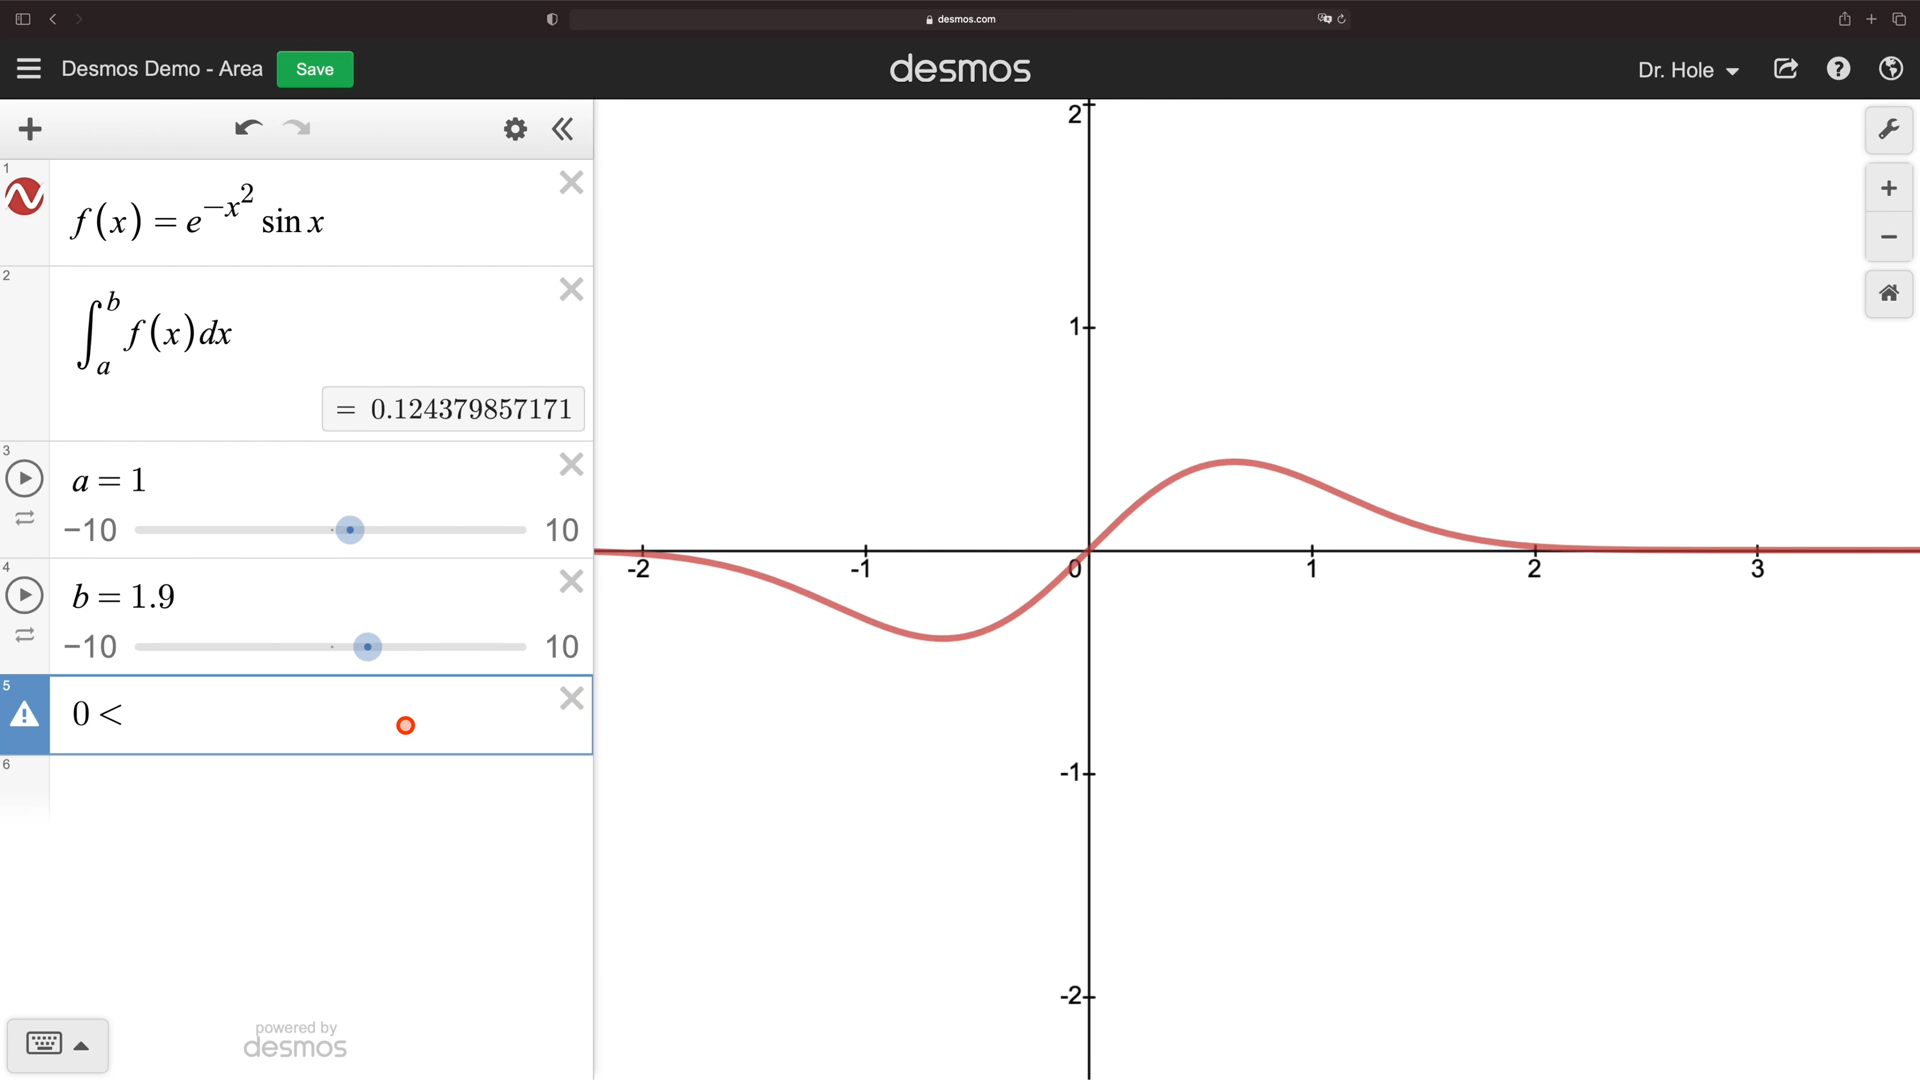 desmos.com
Desmos Demo - Area
Save
desmos
Dr. Hole
1
f(x) = e^{-x^2} sin x
2
∫_a^b f(x) dx
= 0.124379857171
3
a = 1
−10
10
4
b = 1.9
−10
10
5
0 <
6
powered by
desmos
2
1
-2
-1
0
1
2
3
-1
-2